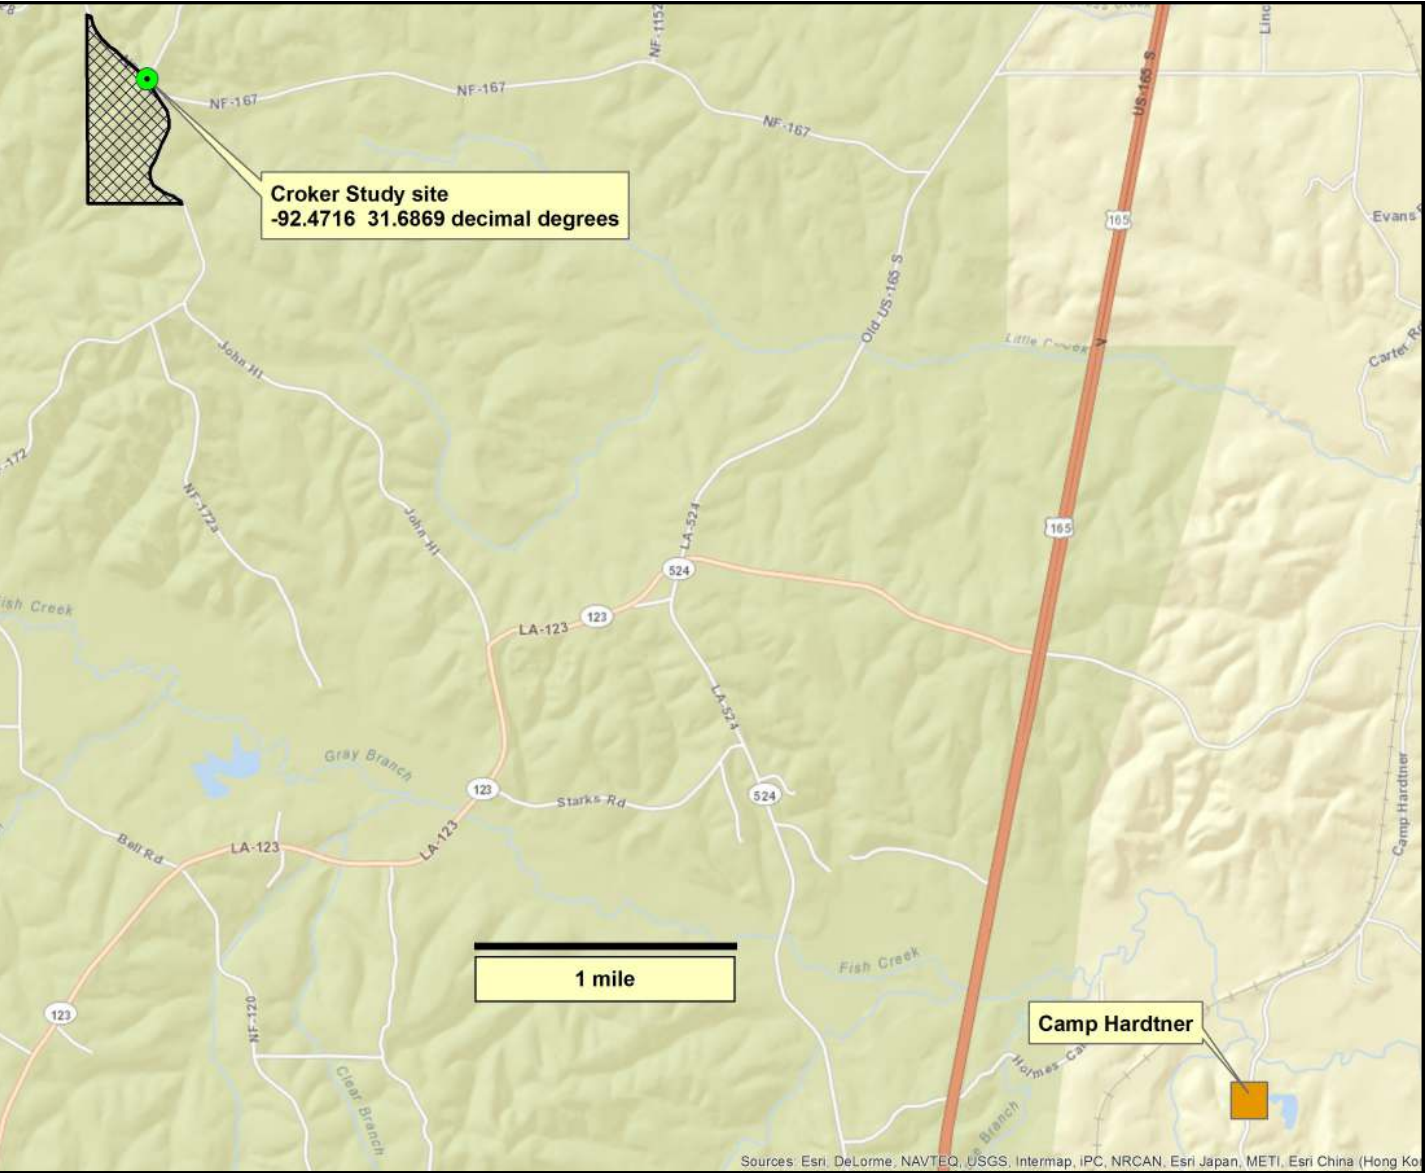 Linc
NF-1152
US-165 S
NF-167
NF-167
NF-167
Croker Study site
-92.4716  31.6869 decimal degrees
165
Evans
Old US-165 S
Little Creek
John Hl
Carter R
-172
NF-172a
John Hl
LA-524
165
524
ish Creek
123
LA-123
LA-524
Gray Branch
Camp Hardtner
123
Starks Rd
524
Bell Rd
LA-123
LA-123
Fish Creek
1 mile
123
NF-120
Camp Hardtner
Clear Branch
Branch
Sources: Esri, DeLorme, NAVTEQ, USGS, Intermap, iPC, NRCAN, Esri Japan, METI, Esri China (Hong Ko